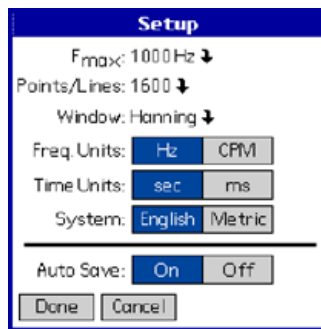 Setup
Fmax: 1000 Hz
Points/Lines: 1600
Window: Hanning
Freq. Units: Hz CPM
Time Units: sec ms
System: English Metric
Auto Save: On Off
Done Cancel